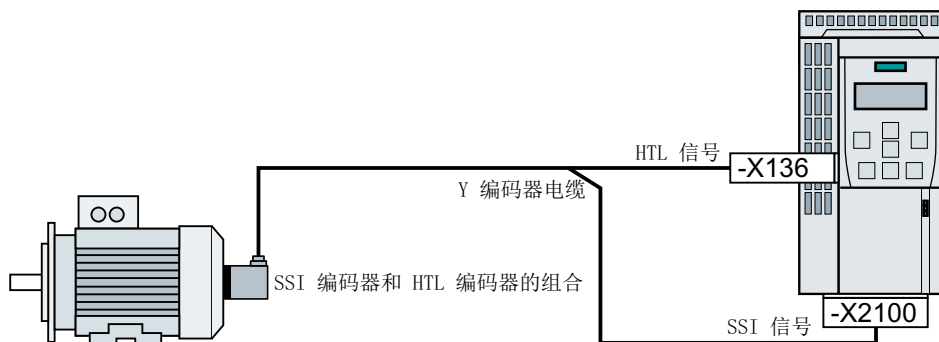 HTL 信号
-X136
Y 编码器电缆
SSI 编码器和 HTL 编码器的组合
-X2100
SSI 信号